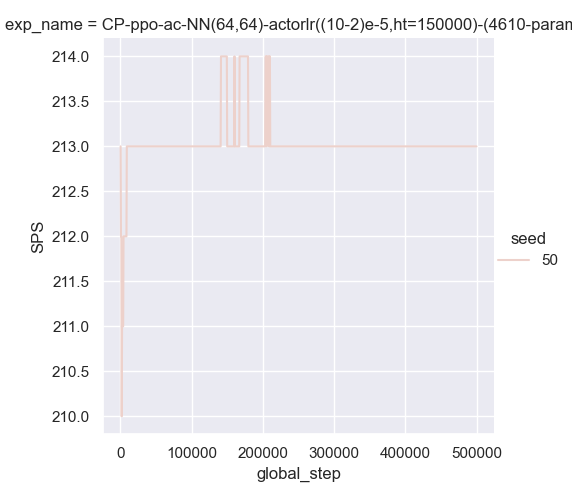 exp_name = CP-ppo-ac-NN(64,64)-actorlr((10-2)e-5,ht=150000)-(4610-param
214.0
213.5
213.0
212.5
212.0
211.5
211.0
210.5
210.0
SPS
seed
50
0 100000 200000 300000 400000 500000
global_step